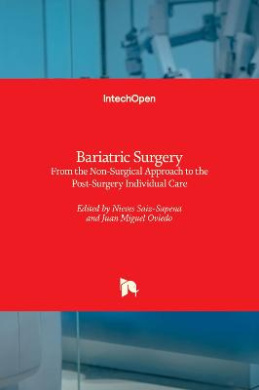 IntechOpen
Bariatric Surgery
From the Non-Surgical Approach to the
Post-Surgery Individual Care
Edited by Nieves Saiz-Sapena
and Juan Miguel Oviedo